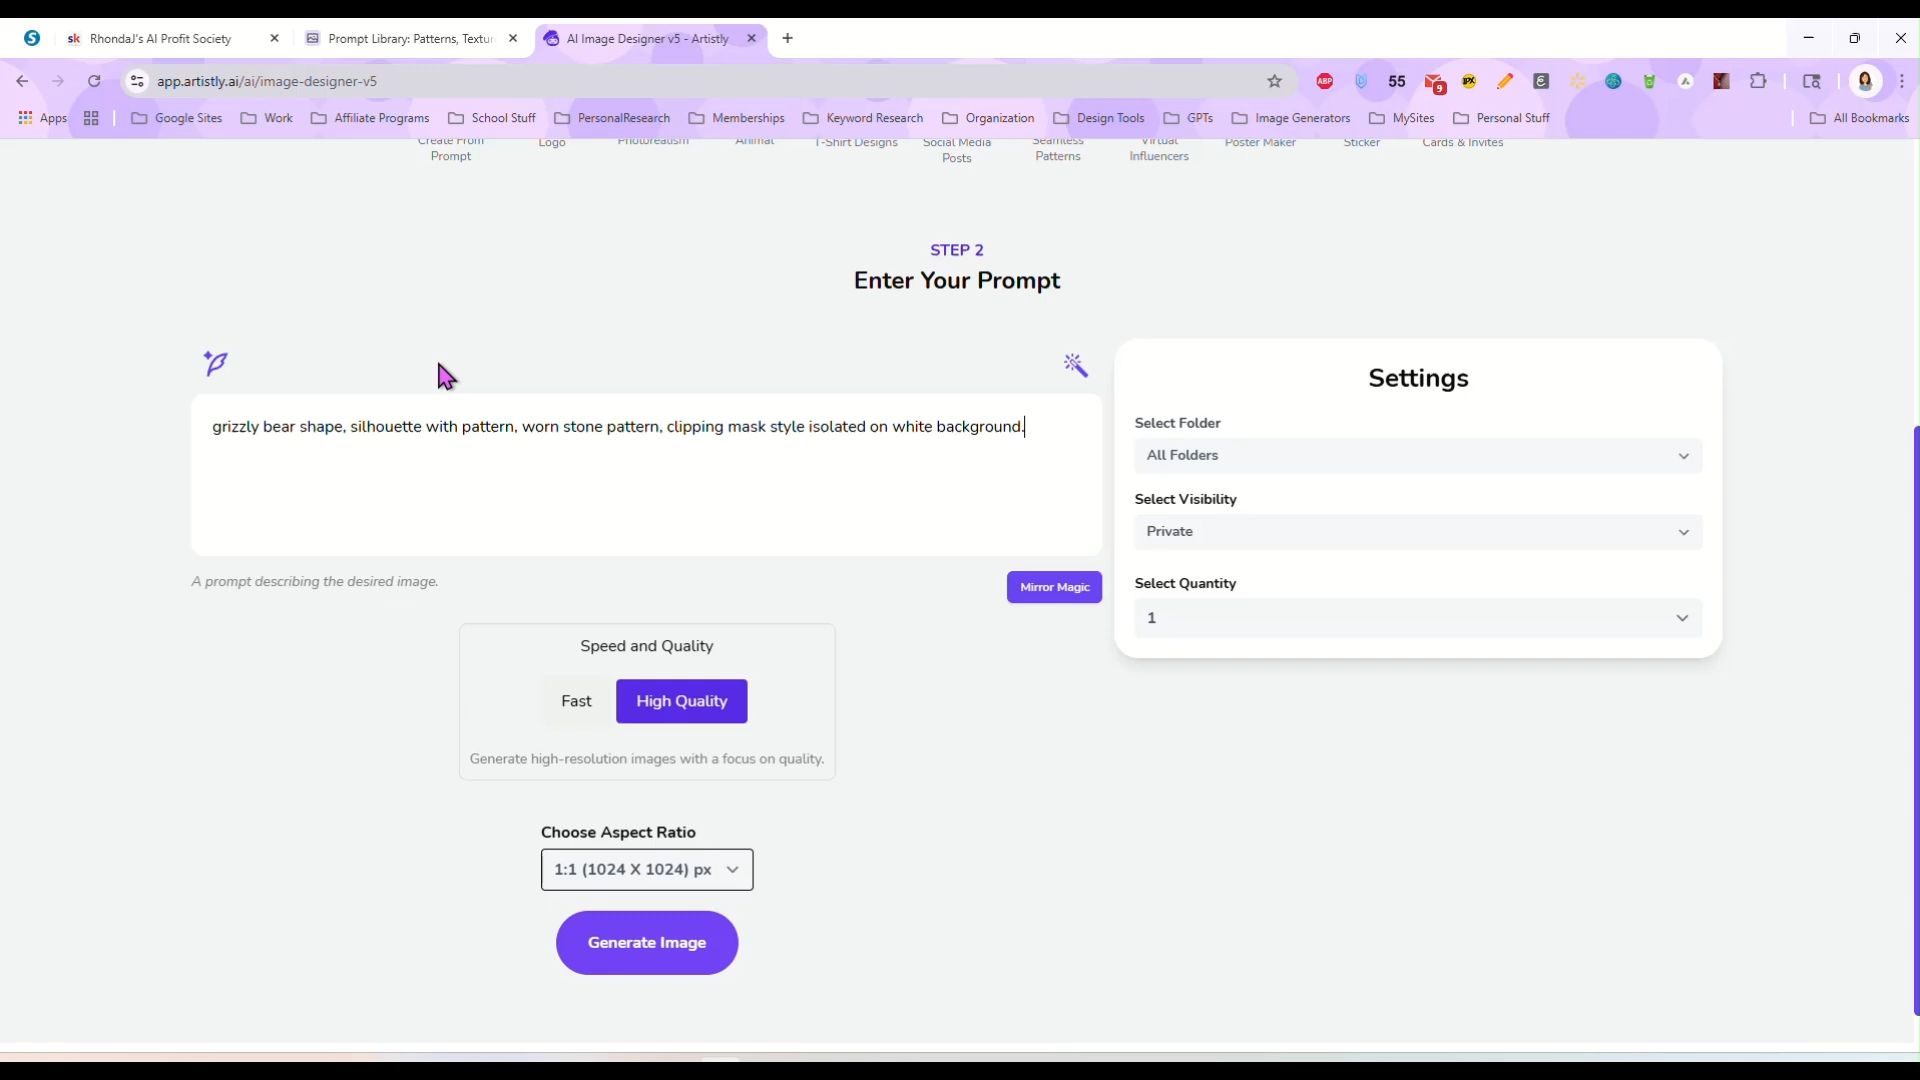 RhondaJ's AI Profit Society
Prompt Library: Patterns, Textur
AI Image Designer v5 - Artistly
app.artistly.ai/ai/image-designer-v5
ABP
55
9
Apps
Google Sites
Work
Affiliate Programs
School Stuff
PersonalResearch
Memberships
Keyword Research
Organization
Design Tools
GPTs
Image Generators
MySites
Personal Stuff
All Bookmarks
Create From
Prompt
Logo
Photorealism
Animal
T-Shirt Designs
Social Media
Posts
Seamless
Patterns
Virtual
Influencers
Poster Maker
Sticker
Cards & Invites
STEP 2
Enter Your Prompt
grizzly bear shape, silhouette with pattern, worn stone pattern, clipping mask style isolated on white background.
A prompt describing the desired image.
Mirror Magic
Speed and Quality
Fast
High Quality
Generate high-resolution images with a focus on quality.
Choose Aspect Ratio
1:1 (1024 X 1024) px
Generate Image
Settings
Select Folder
All Folders
Select Visibility
Private
Select Quantity
1